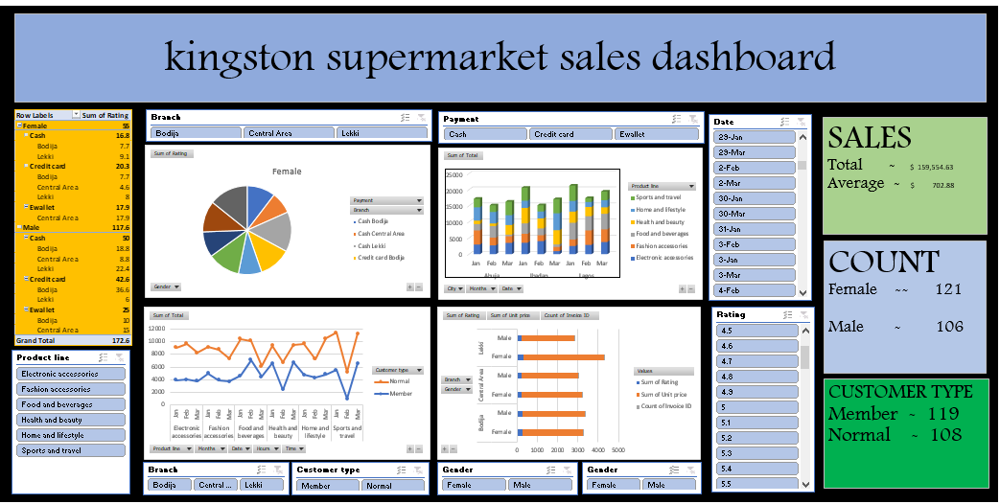 kingston supermarket sales dashboard
Row Labels Sum of Rating
Female 55
Cash 16.8
Bodija 7.7
Lekki 9.1
Credit card 20.3
Bodija 7.7
Central Area 4.6
Lekki 8
Ewallet 17.9
Central Area 17.9
Male 117.6
Cash 50
Bodija 18.8
Central Area 8.8
Lekki 22.4
Credit card 42.6
Bodija 36.6
Lekki 6
Ewallet 25
Bodija 10
Central Area 15
Grand Total 172.6
Product line
Electronic accessories
Fashion accessories
Food and beverages
Health and beauty
Home and lifestyle
Sports and travel
Branch
Bodija Central Area Lekki
Sum of Rating
Female
Payment
Branch
Cash Bodija
Cash Central Area
Cash Lekki
Credit card Bodija
Gender
Payment
Cash Credit card Ewallet
Sum of Total
25000
20000
15000
10000
5000
0
Jan Feb Mar Jan Feb Mar Jan Feb Mar
Abuja Ibadan Lagos
Product line
Sports and travel
Home and lifestyle
Health and beauty
Food and beverages
Fashion accessories
Electronic accessories
City Months Date
Date
29-Jan
29-Mar
2-Feb
2-Mar
30-Jan
30-Mar
31-Jan
3-Feb
3-Jan
3-Mar
4-Feb
SALES
Total ~ $ 159,554.63
Average ~ $ 702.88
COUNT
Female ~~ 121
Male ~ 106
CUSTOMER TYPE
Member ~ 119
Normal ~ 108
Sum of Total
12000
10000
8000
6000
4000
2000
0
Jan Feb Mar Jan Feb Mar Jan Feb Mar Jan Feb Mar Jan Feb Mar Jan Feb Mar
Electronic accessories Fashion accessories Food and beverages Health and beauty Home and lifestyle Sports and travel
Customer type
Normal
Member
Product line Months Date Hours Time
Sum of Rating Sum of Unit price Count of Invoice ID
Branch
Gender
Lekki
Male
Female
Central Area
Male
Female
Bodija
Male
Female
0 1000 2000 3000 4000 5000
Values
Sum of Rating
Sum of Unit price
Count of Invoice ID
Rating
4.5
4.6
4.7
4.8
4.9
5
5.1
5.2
5.3
5.4
5.5
Branch
Bodija Central ... Lekki
Customer type
Member Normal
Gender
Female Male
Gender
Female Male